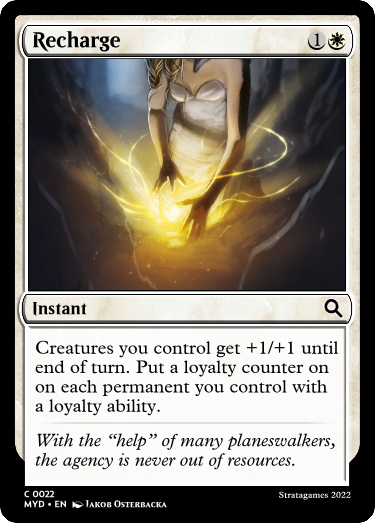 Recharge 1
Instant
Creatures you control get +1/+1 until
end of turn. Put a loyalty counter on
on each permanent you control with
a loyalty ability.
With the “help” of many planeswalkers,
the agency is never out of resources.
C 0022
MYD • EN Jakob Osterbacka
Stratagames 2022